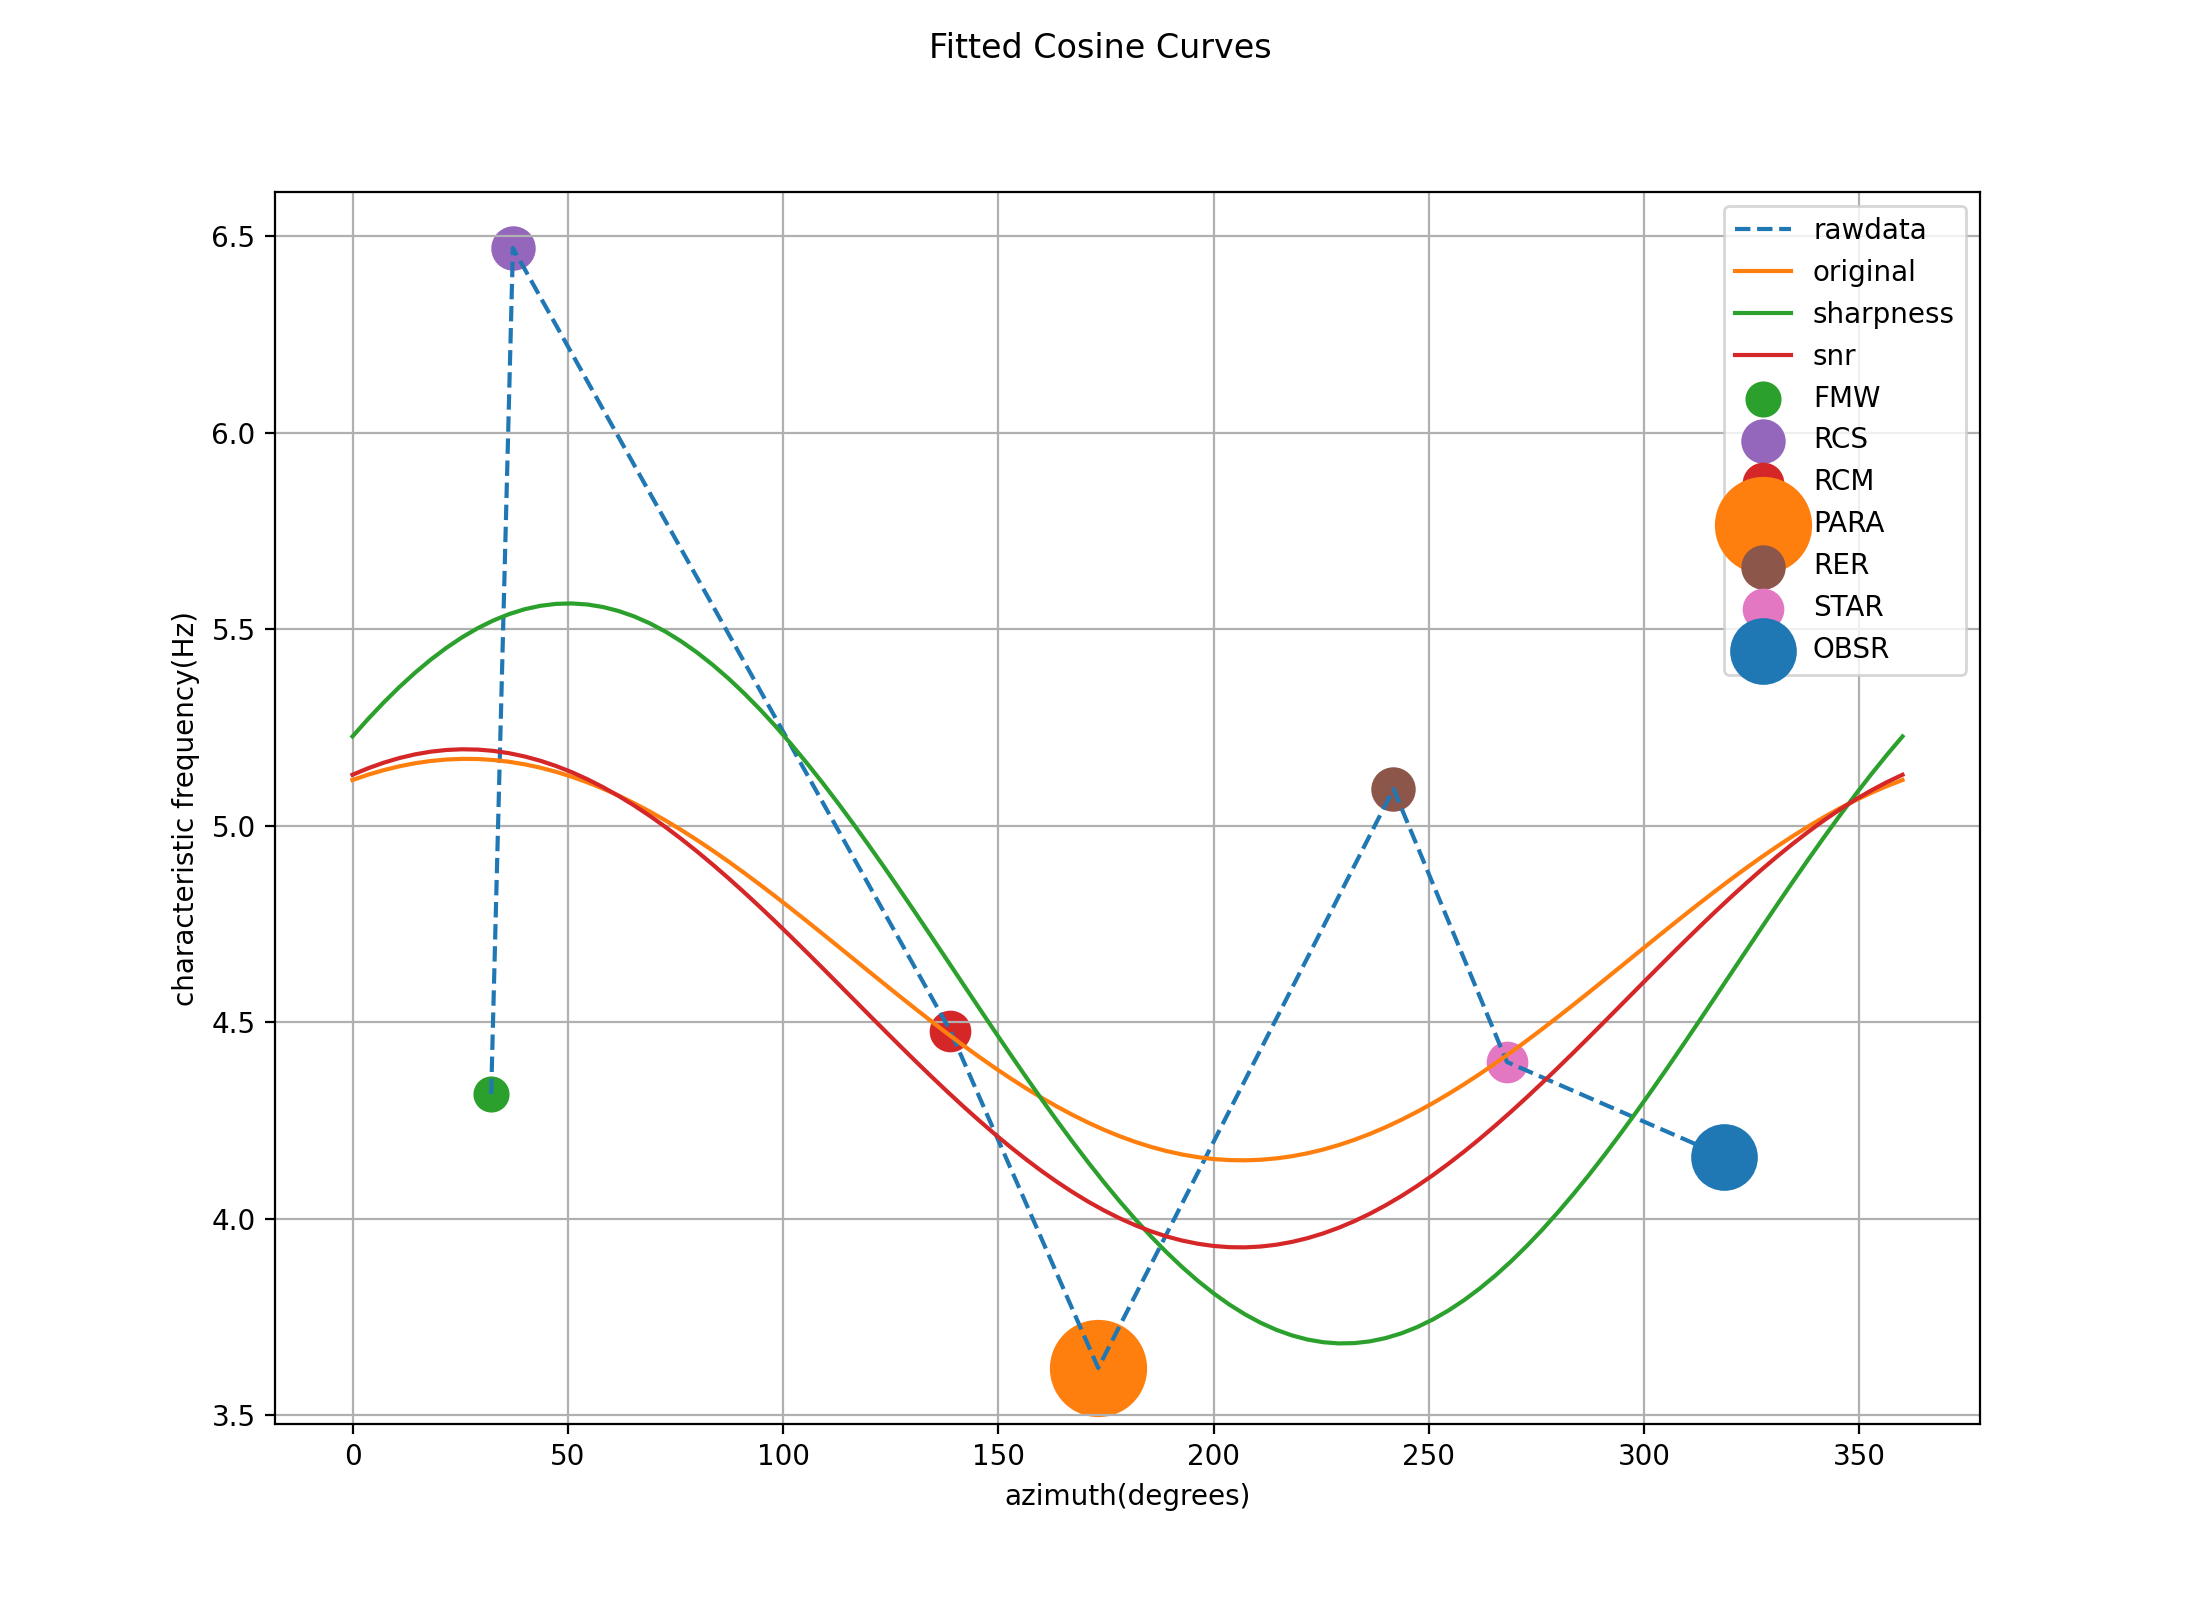 Fitted Cosine Curves
rawdata
original
sharpness
snr
FMW
RCS
RCM
PARA
RER
STAR
OBSR
6.5
6.0
5.5
5.0
4.5
4.0
3.5
characteristic frequency(Hz)
0 50 100 150 200 250 300 350
azimuth(degrees)